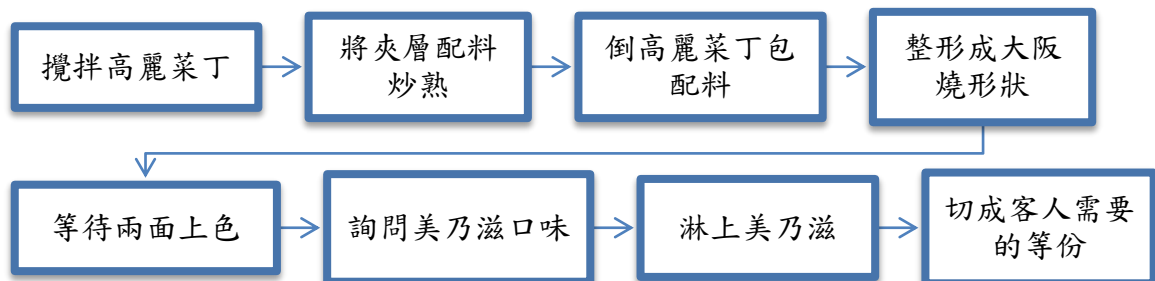 攪拌高麗菜丁
將夾層配料
炒熟
倒高麗菜丁包
配料
整形成大阪
燒形狀
等待兩面上色
詢問美乃滋口味
淋上美乃滋
切成客人需要
的等份